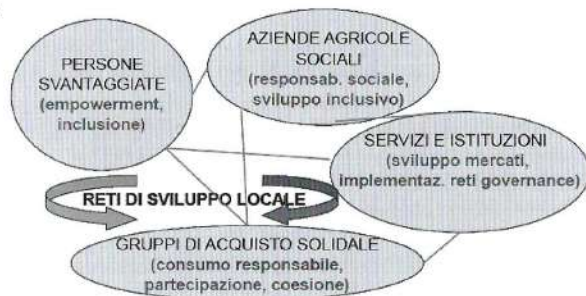 PERSONE
SVANTAGGIATE
(empowerment,
inclusione)
AZIENDE AGRICOLE
SOCIALI
(responsab. sociale,
sviluppo inclusivo)
SERVIZI E ISTITUZIONI
(sviluppo mercati,
implementaz. reti governance)
RETI DI SVILUPPO LOCALE
GRUPPI DI ACQUISTO SOLIDALE
(consumo responsabile,
partecipazione, coesione)